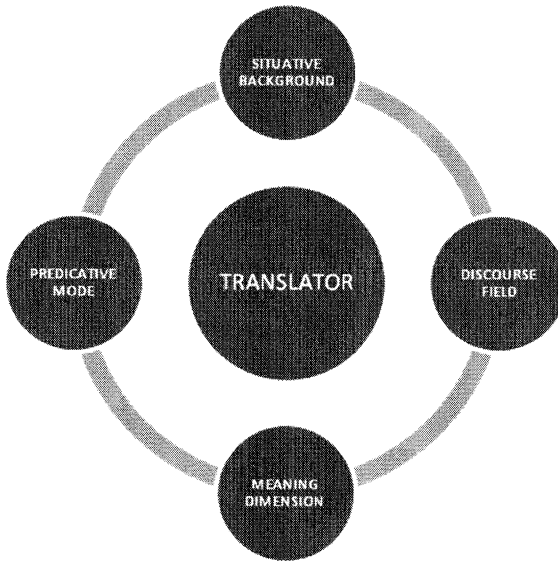 SITUATIVE
BACKGROUND
PREDICATIVE
MODE
TRANSLATOR
DISCOURSE
FIELD
MEANING
DIMENSION